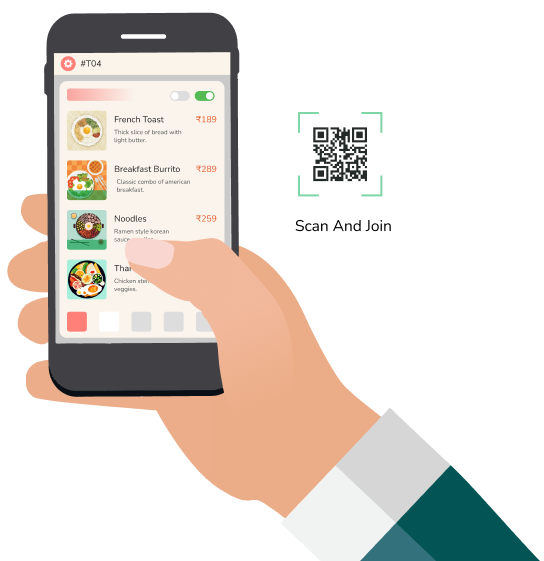 #T04
French Toast ₹189
Thick slice of bread with
light butter.
Breakfast Burrito ₹289
Classic combo of american
breakfast.
Noodles ₹259
Ramen style korean
sauce
Chicken
veggies.
Scan And Join